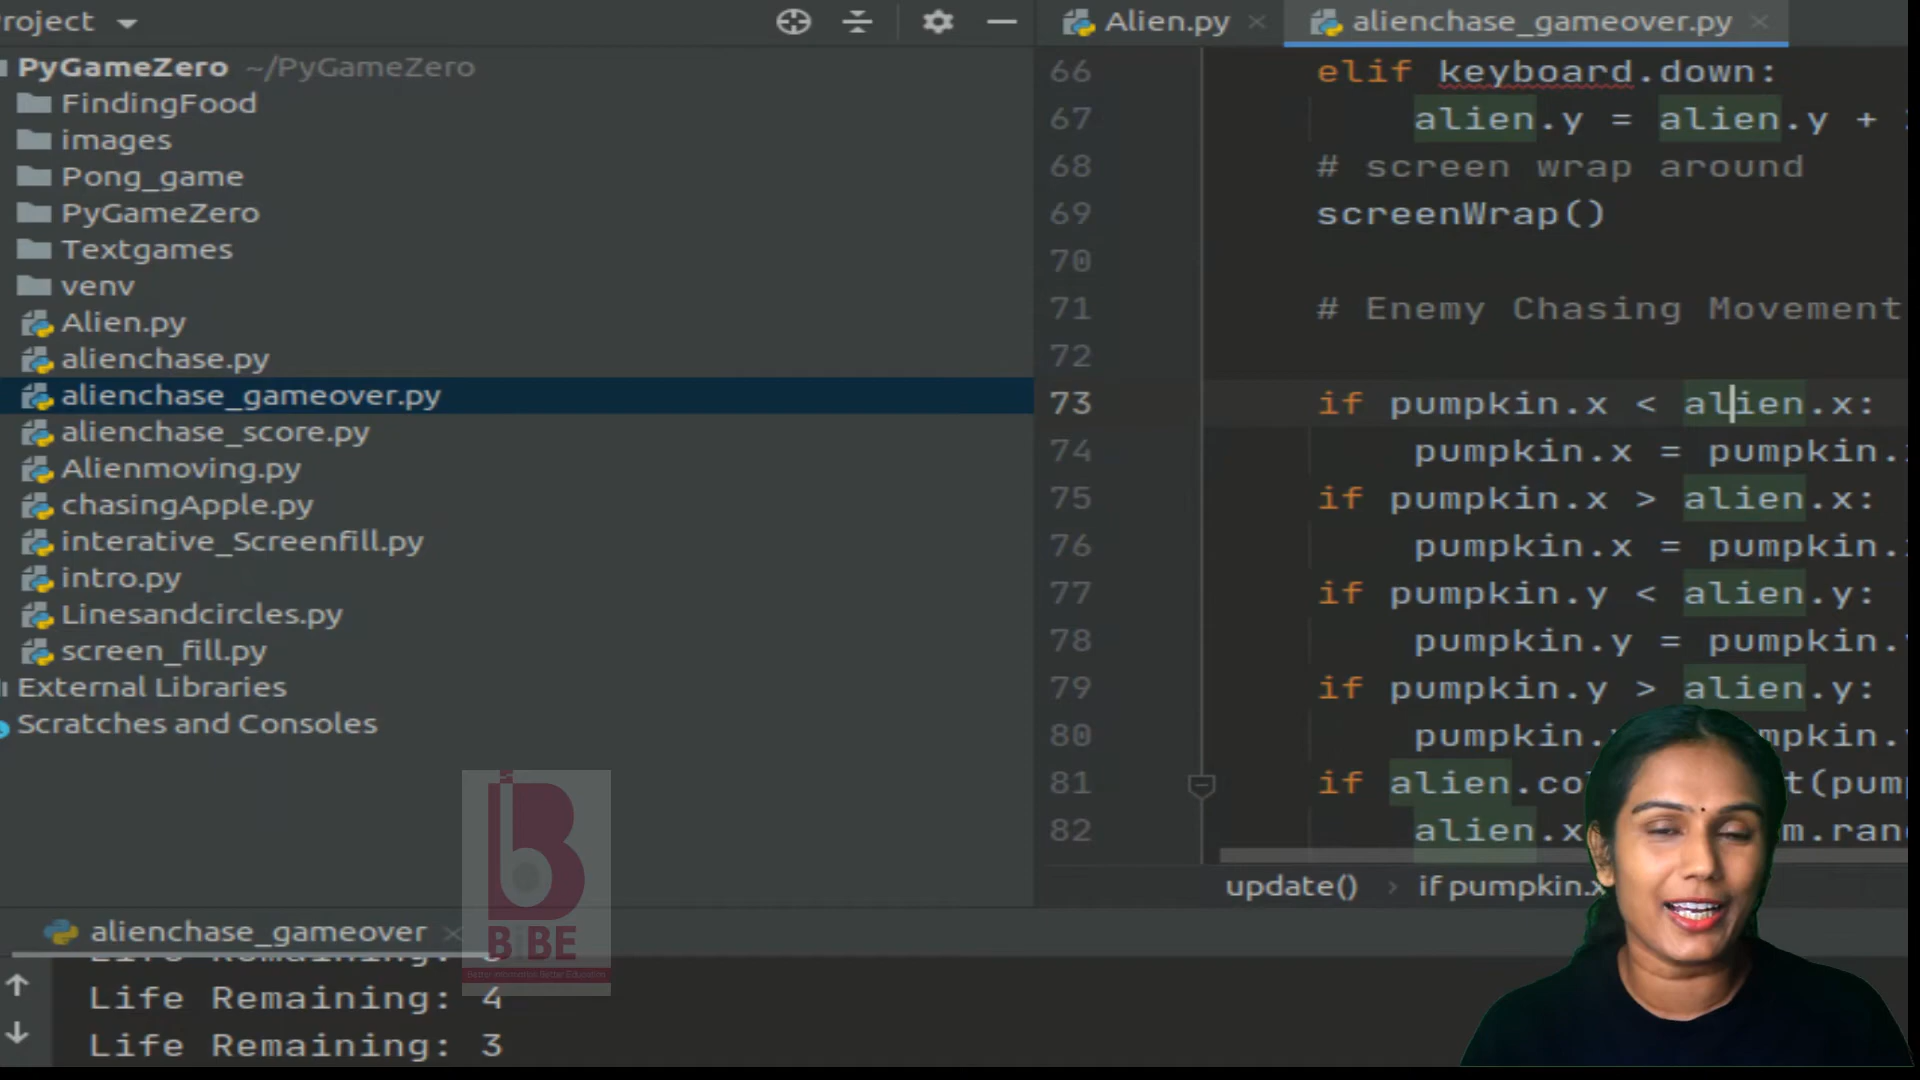 roject
PyGameZero ~/PyGameZero
FindingFood
images
Pong_game
PyGameZero
Textgames
venv
Alien.py
alienchase.py
alienchase_gameover.py
alienchase_score.py
Alienmoving.py
chasingApple.py
interative_Screenfill.py
intro.py
Linesandcircles.py
screen_fill.py
External Libraries
Scratches and Consoles
Alien.py
alienchase_gameover.py
66 elif keyboard.down:
67 alien.y = alien.y +
68 # screen wrap around
69 screenWrap()
70
71 # Enemy Chasing Movement
72
73 if pumpkin.x < alien.x:
74 pumpkin.x = pumpkin.
75 if pumpkin.x > alien.x:
76 pumpkin.x = pumpkin.
77 if pumpkin.y < alien.y:
78 pumpkin.y = pumpkin.
79 if pumpkin.y > alien.y:
80 pumpkin. mpkin.
81 if alien.co t(pum
82 alien.x m.ran
update() › if pumpkin.x
alienchase_gameover
Life Remaining: 4
Life Remaining: 3
B
BiBE
Better Information Better Education